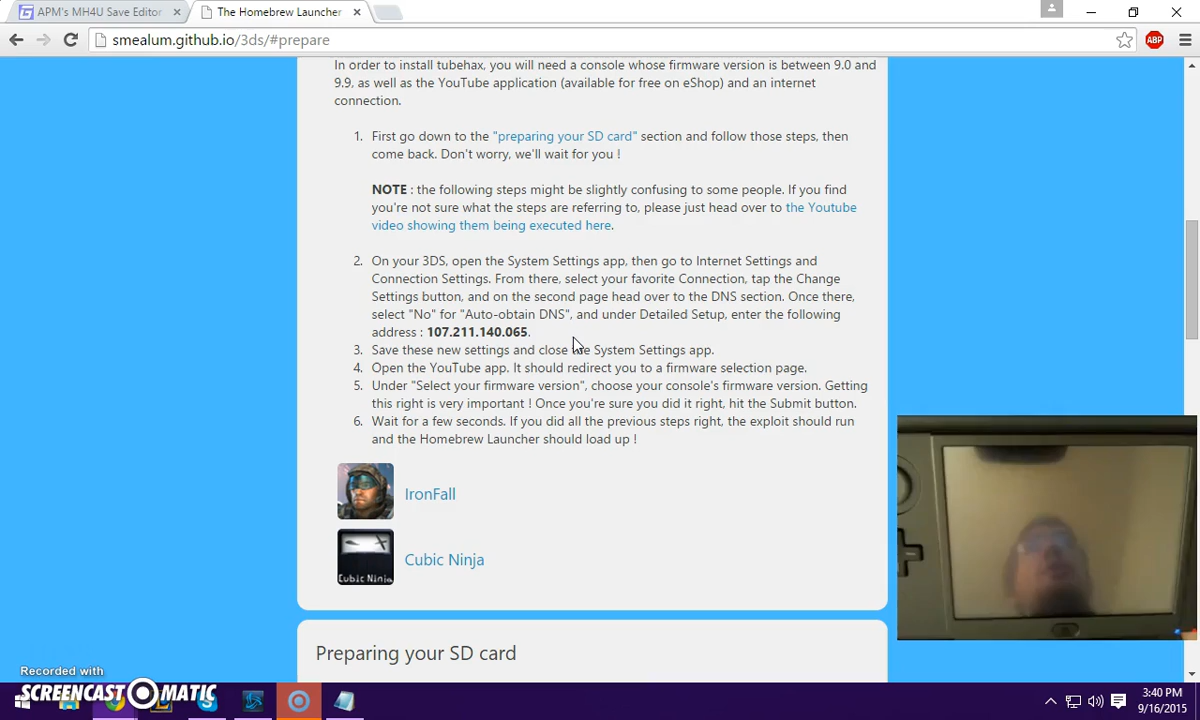 APM's MH4U Save Editor
The Homebrew Launcher
smealum.github.io/3ds/#prepare
ABP
In order to install tubehax, you will need a console whose firmware version is between 9.0 and
9.9, as well as the YouTube application (available for free on eShop) and an internet
connection.
1. First go down to the "preparing your SD card" section and follow those steps, then
come back. Don't worry, we'll wait for you !
NOTE : the following steps might be slightly confusing to some people. If you find
you're not sure what the steps are referring to, please just head over to the Youtube
video showing them being executed here.
2. On your 3DS, open the System Settings app, then go to Internet Settings and
Connection Settings. From there, select your favorite Connection, tap the Change
Settings button, and on the second page head over to the DNS section. Once there,
select "No" for "Auto-obtain DNS", and under Detailed Setup, enter the following
address : 107.211.140.065.
3. Save these new settings and close the System Settings app.
4. Open the YouTube app. It should redirect you to a firmware selection page.
5. Under "Select your firmware version", choose your console's firmware version. Getting
this right is very important ! Once you're sure you did it right, hit the Submit button.
6. Wait for a few seconds. If you did all the previous steps right, the exploit should run
and the Homebrew Launcher should load up !
IronFall
Cubic Ninja
Cubic Ninja
Preparing your SD card
Recorded with
SCREENCAST-O-MATIC
3:40 PM
9/16/2015